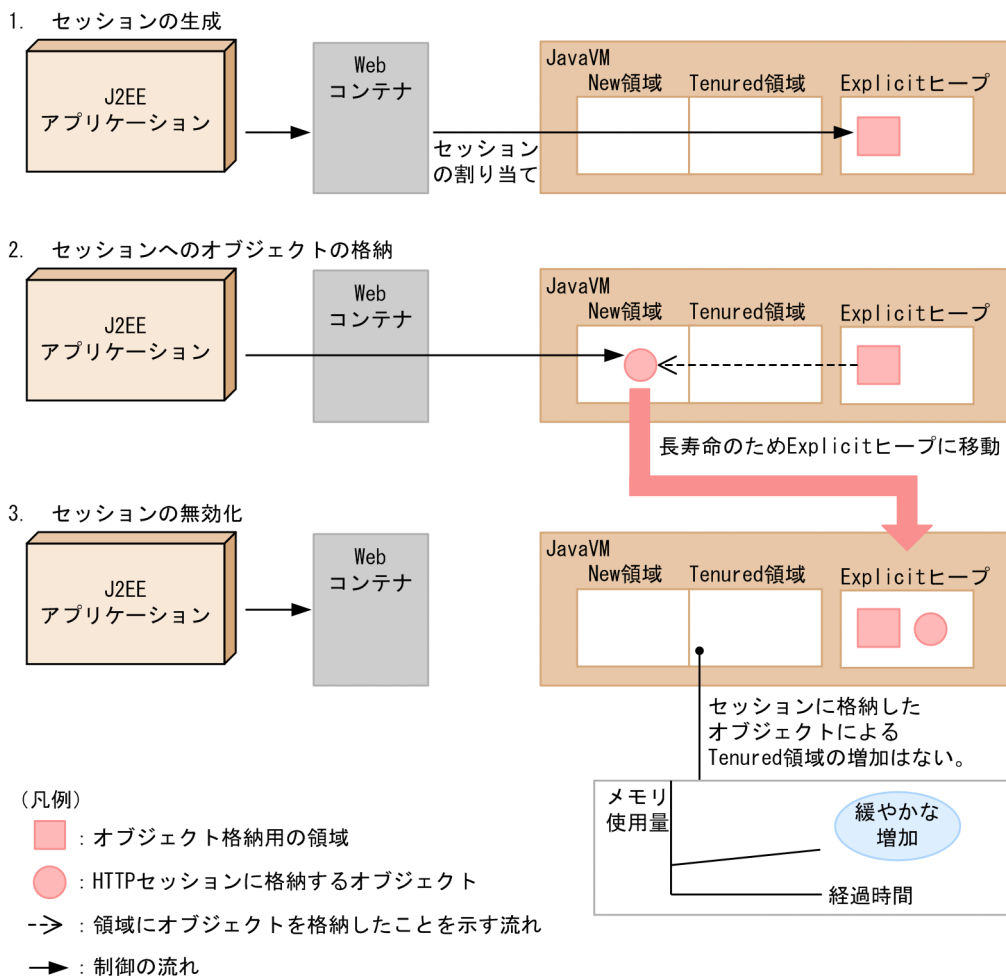 1. セッションの生成
J2EE
アプリケーション
Web
コンテナ
セッション
の割り当て
JavaVM
New領域
Tenured領域
Explicitヒープ
2. セッションへのオブジェクトの格納
J2EE
アプリケーション
Web
コンテナ
JavaVM
New領域
Tenured領域
Explicitヒープ
長寿命のためExplicitヒープに移動
3. セッションの無効化
J2EE
アプリケーション
Web
コンテナ
JavaVM
New領域
Tenured領域
Explicitヒープ
セッションに格納した
オブジェクトによる
Tenured領域の増加はない。
メモリ
使用量
緩やかな
増加
経過時間
(凡例)
：オブジェクト格納用の領域
：HTTPセッションに格納するオブジェクト
：領域にオブジェクトを格納したことを示す流れ
：制御の流れ